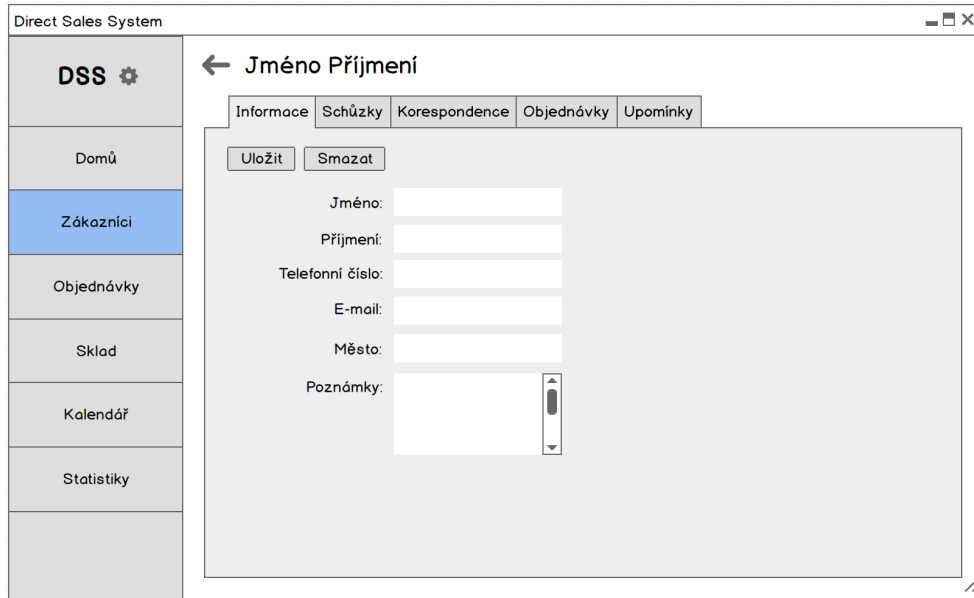 Direct Sales System
DSS
Domů
Zákazníci
Objednávky
Sklad
Kalendář
Statistiky
Jméno Příjmení
Informace Schůzky Korespondence Objednávky Upomínky
Uložit Smazat
Jméno:
Příjmení:
Telefonní číslo:
E-mail:
Město:
Poznámky: